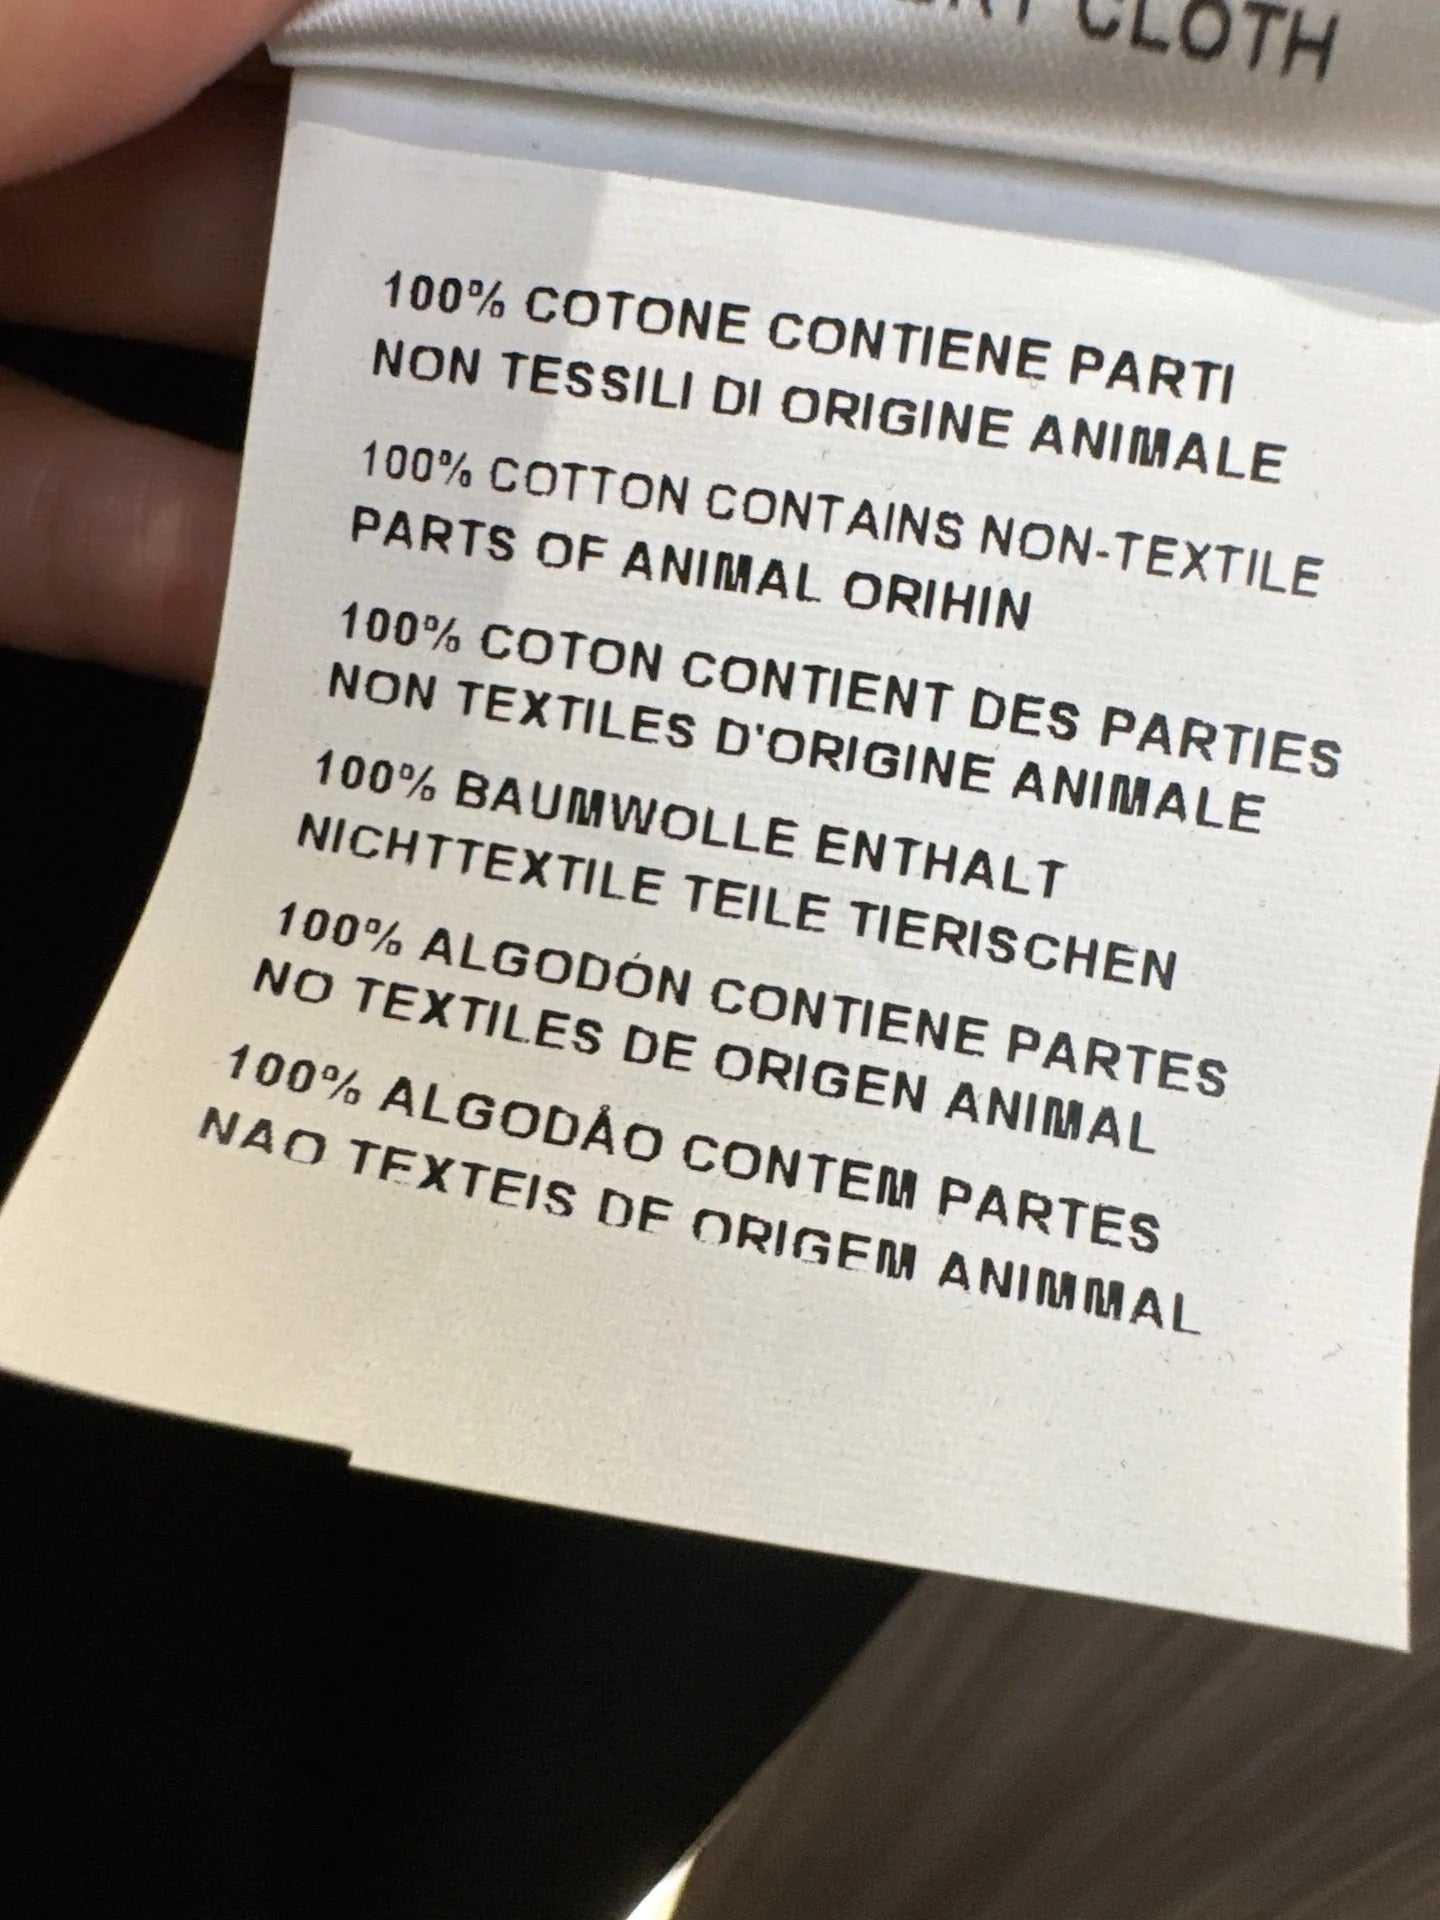 CLOTH
100% COTONE CONTIENE PARTI
NON TESSILI DI ORIGINE ANIMALE
100% COTTON CONTAINS NON-TEXTILE
PARTS OF ANIMAL ORIHIN
100% COTON CONTIENT DES PARTIES
NON TEXTILES D'ORIGINE ANIMALE
100% BAUMWOLLE ENTHALT
NICHTTEXTILE TEILE TIERISCHEN
100% ALGODÓN CONTIENE PARTES
NO TEXTILES DE ORIGEN ANIMAL
100% ALGODÅO CONTEM PARTES
NAO TEXTEIS DE ORIGEM ANIMMAL